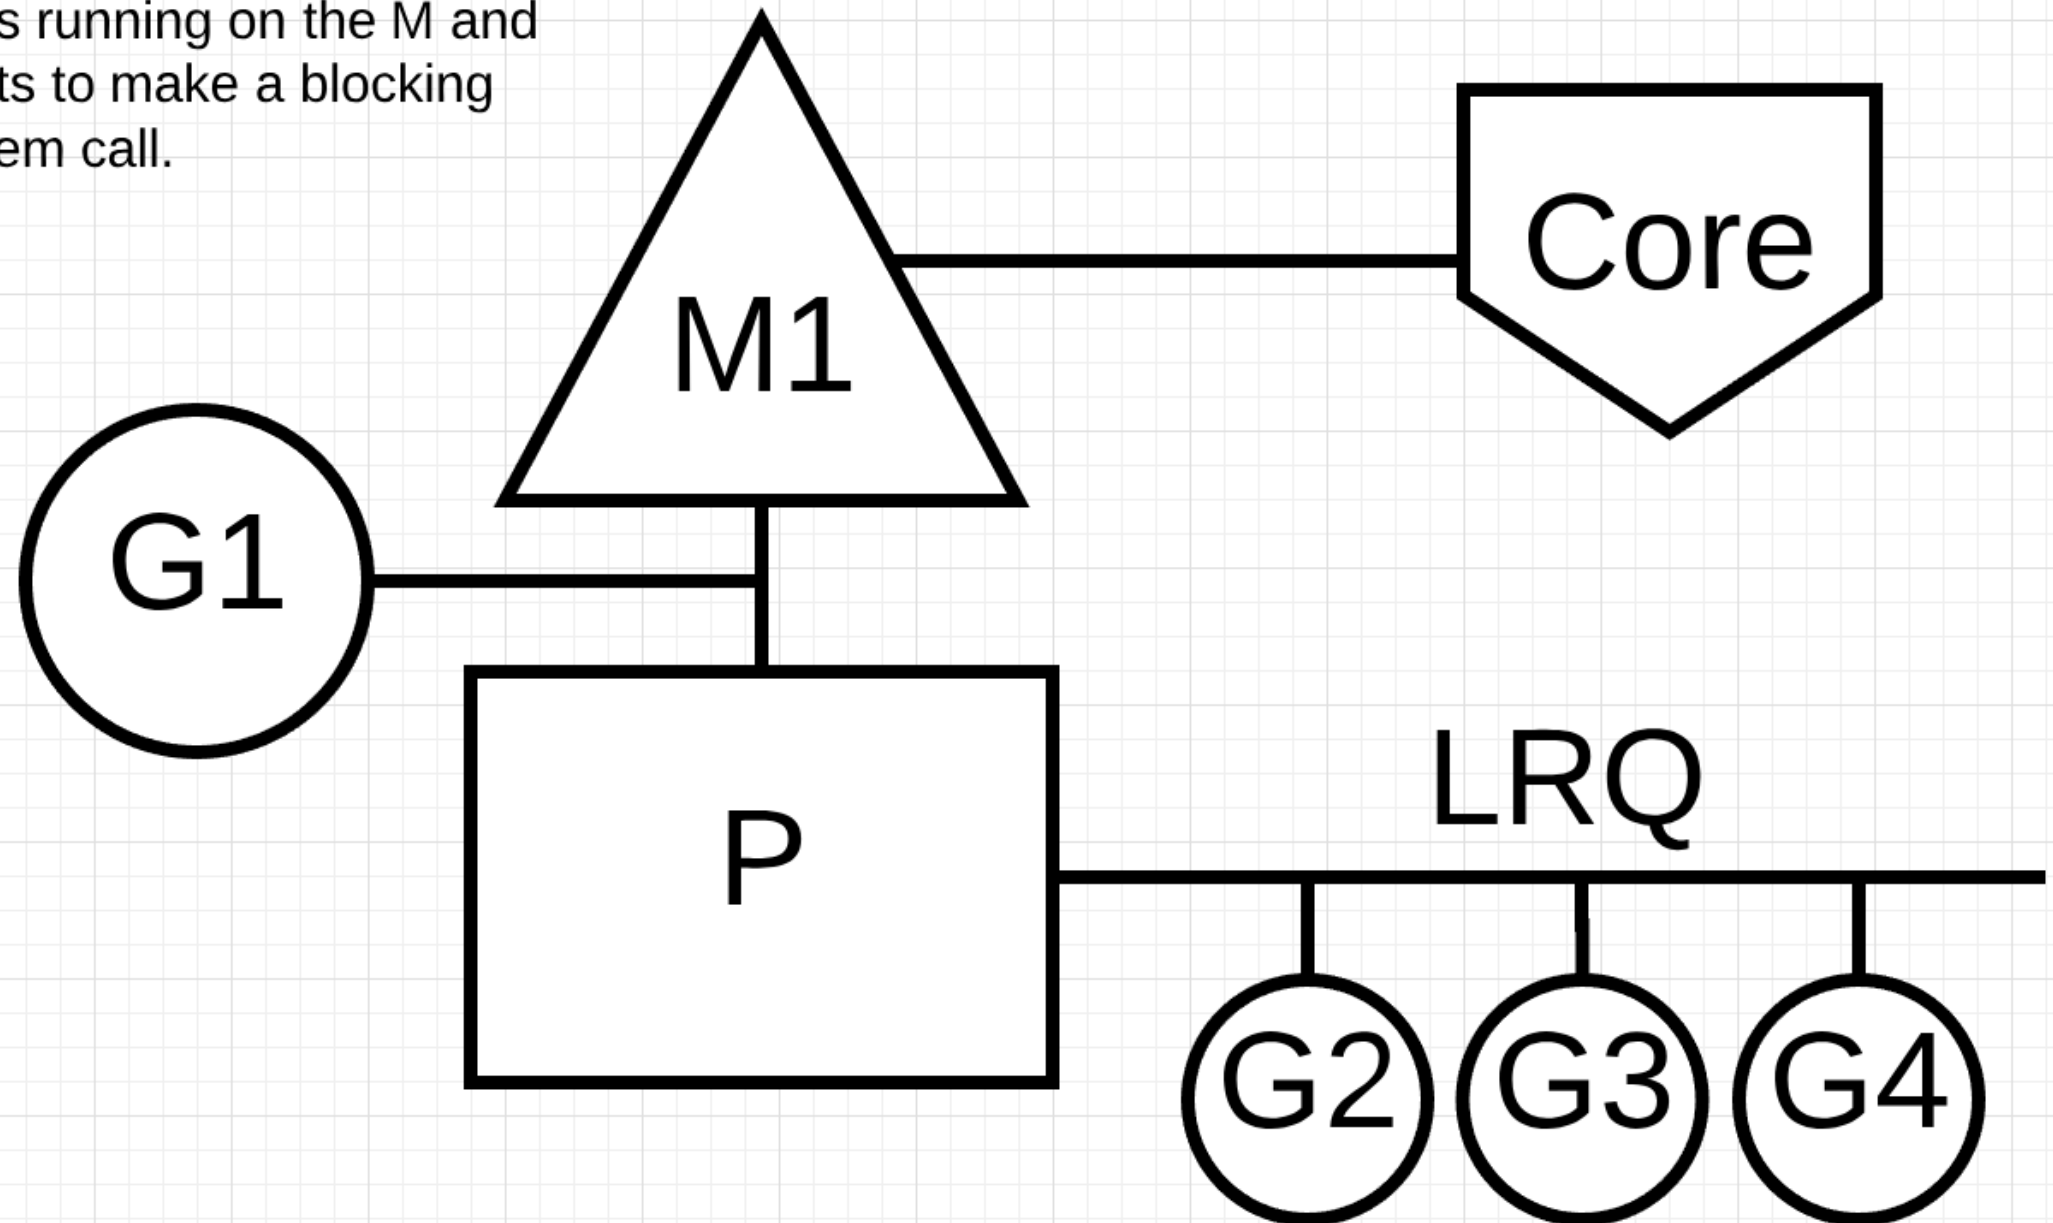 s running on the M and
ts to make a blocking
em call.
Core
M1
G1
LRQ
P
G2 G3 G4